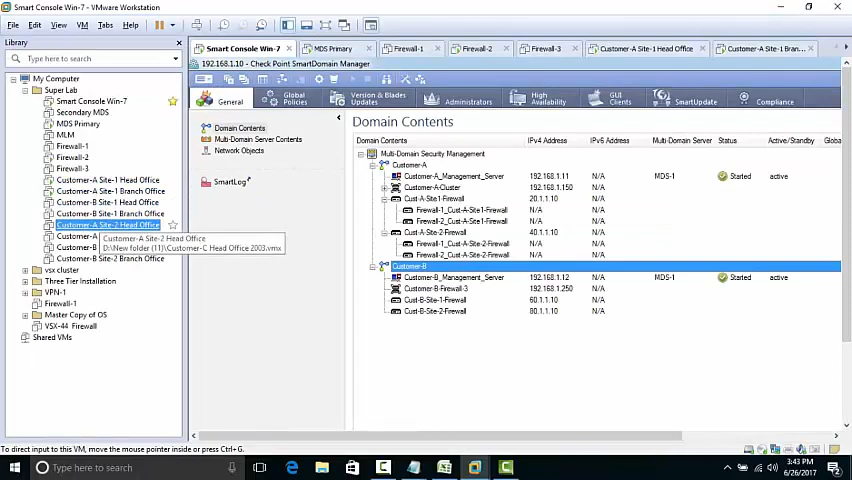 Smart Console Win-7 - VMware Workstation
File Edit View VM Tabs Help
Library
Type here to search
My Computer
Super Lab
Smart Console Win-7
Secondary MDS
MDS Primary
MLM
Firewall-1
Firewall-2
Firewall-3
Customer-A Site-1 Head Office
Customer-A Site-1 Branch Office
Customer-B Site-1 Head Office
Customer-B Site-1 Branch Office
Customer-A Site-2 Head Office
Customer-A
Customer-A Site-2 Head Office
D:\New folder (11)\Customer-C Head Office 2003.vmx
Customer-B
Customer-B Site-2 Branch Office
vsx cluster
Three Tier Installation
VPN-1
Firewall-1
Master Copy of OS
VSX-44 Firewall
Shared VMs
Smart Console Win-7 MDS Primary Firewall-1 Firewall-2 Firewall-3 Customer-A Site-1 Head Office Customer-A Site-1 Bran...
192.168.1.10 - Check Point SmartDomain Manager
General Global Policies Version & Blades Updates Administrators High Availability GUI Clients SmartUpdate Compliance
Domain Contents
Multi-Domain Server Contents
Network Objects
SmartLog
Domain Contents
Domain Contents IPv4 Address IPv6 Address Multi-Domain Server Status Active/Standby Globa
Multi-Domain Security Management
Customer-A
Customer-A_Management_Server 192.168.1.11 N/A MDS-1 Started active
Customer-A-Cluster 192.168.1.150 N/A
Cust-A-Site-1-Firewall 20.1.1.10 N/A
Firewall-1_Cust-A-Site-1-Firewall N/A N/A
Firewall-2_Cust-A-Site-1-Firewall N/A N/A
Cust-A-Site-2-Firewall 40.1.1.10 N/A
Firewall-1_Cust-A-Site-2-Firewall N/A N/A
Firewall-2_Cust-A-Site-2-Firewall N/A N/A
Customer-B
Customer-B_Management_Server 192.168.1.12 N/A MDS-1 Started active
Customer-B-Firewall-3 192.168.1.250 N/A
Cust-B-Site-1-Firewall 60.1.1.10 N/A
Cust-B-Site-2-Firewall 80.1.1.10 N/A
To direct input to this VM, move the mouse pointer inside or press Ctrl+G.
Type here to search
3:43 PM
6/26/2017